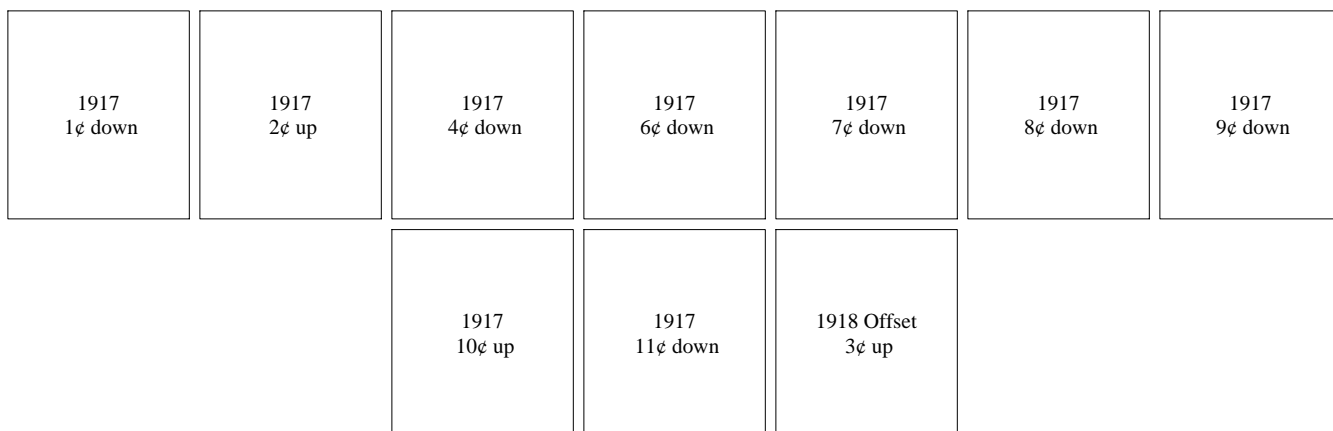 1917
1¢ down
1917
2¢ up
1917
4¢ down
1917
6¢ down
1917
7¢ down
1917
8¢ down
1917
9¢ down
1917
10¢ up
1917
11¢ down
1918 Offset
3¢ up